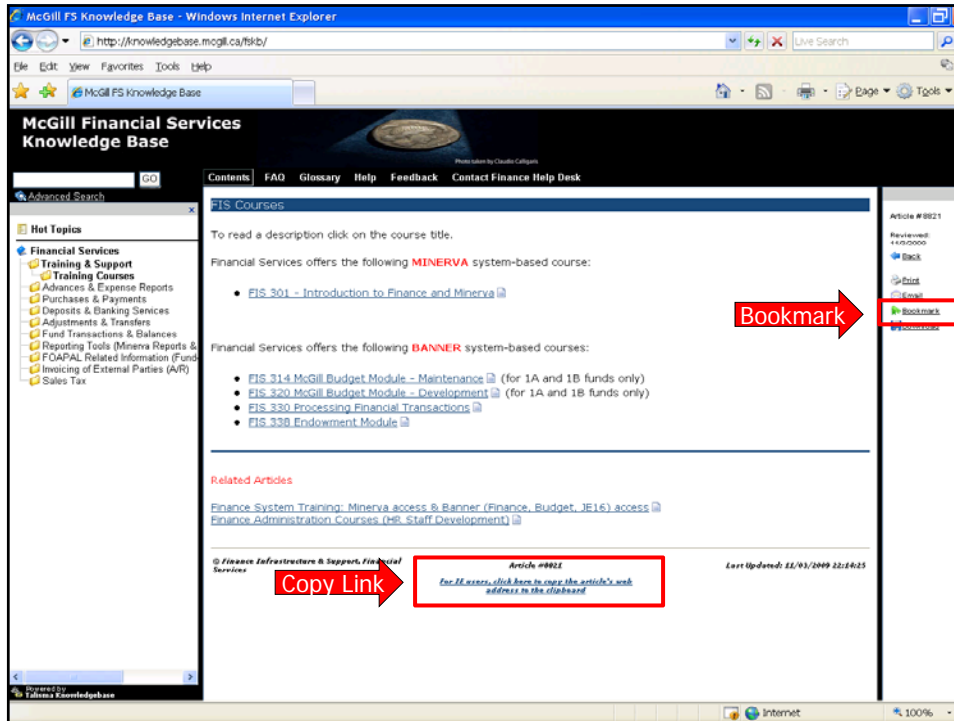 McGill FS Knowledge Base - Windows Internet Explorer
http://knowledgebase.mcgill.ca/fskb/
Live Search
File Edit View Favorites Tools Help
McGill FS Knowledge Base
Page Tools
McGill Financial Services
Knowledge Base
Photo taken by Claudio Calligaris
GO
Contents FAQ Glossary Help Feedback Contact Finance Help Desk
Advanced Search
x
Hot Topics
Financial Services
Training & Support
Training Courses
Advances & Expense Reports
Purchases & Payments
Deposits & Banking Services
Adjustments & Transfers
Fund Transactions & Balances
Reporting Tools (Minerva Reports &
FOAPAL Related Information (Fund-
Invoicing of External Parties (A/R)
Sales Tax
Powered by
Talisma Knowledgebase
FIS Courses
To read a description click on the course title.
Financial Services offers the following MINERVA system-based course:
• FIS 301 - Introduction to Finance and Minerva
Financial Services offers the following BANNER system-based courses:
• FIS 314 McGill Budget Module - Maintenance (for 1A and 1B funds only)
• FIS 320 McGill Budget Module - Development (for 1A and 1B funds only)
• FIS 330 Processing Financial Transactions
• FIS 338 Endowment Module
Related Articles
Finance System Training: Minerva access & Banner (Finance, Budget, JE16) access
Finance Administration Courses (HR Staff Development)
© Finance Infrastructure & Support, Financial
Services
Copy Link
Article #8821
For IE users, click here to copy the article's web
address to the clipboard
Last Updated: 11/03/2009 22:14:25
Article #8821
Reviewed:
Back
Print
Email
Bookmark
Bookmark
Download
Internet
100%